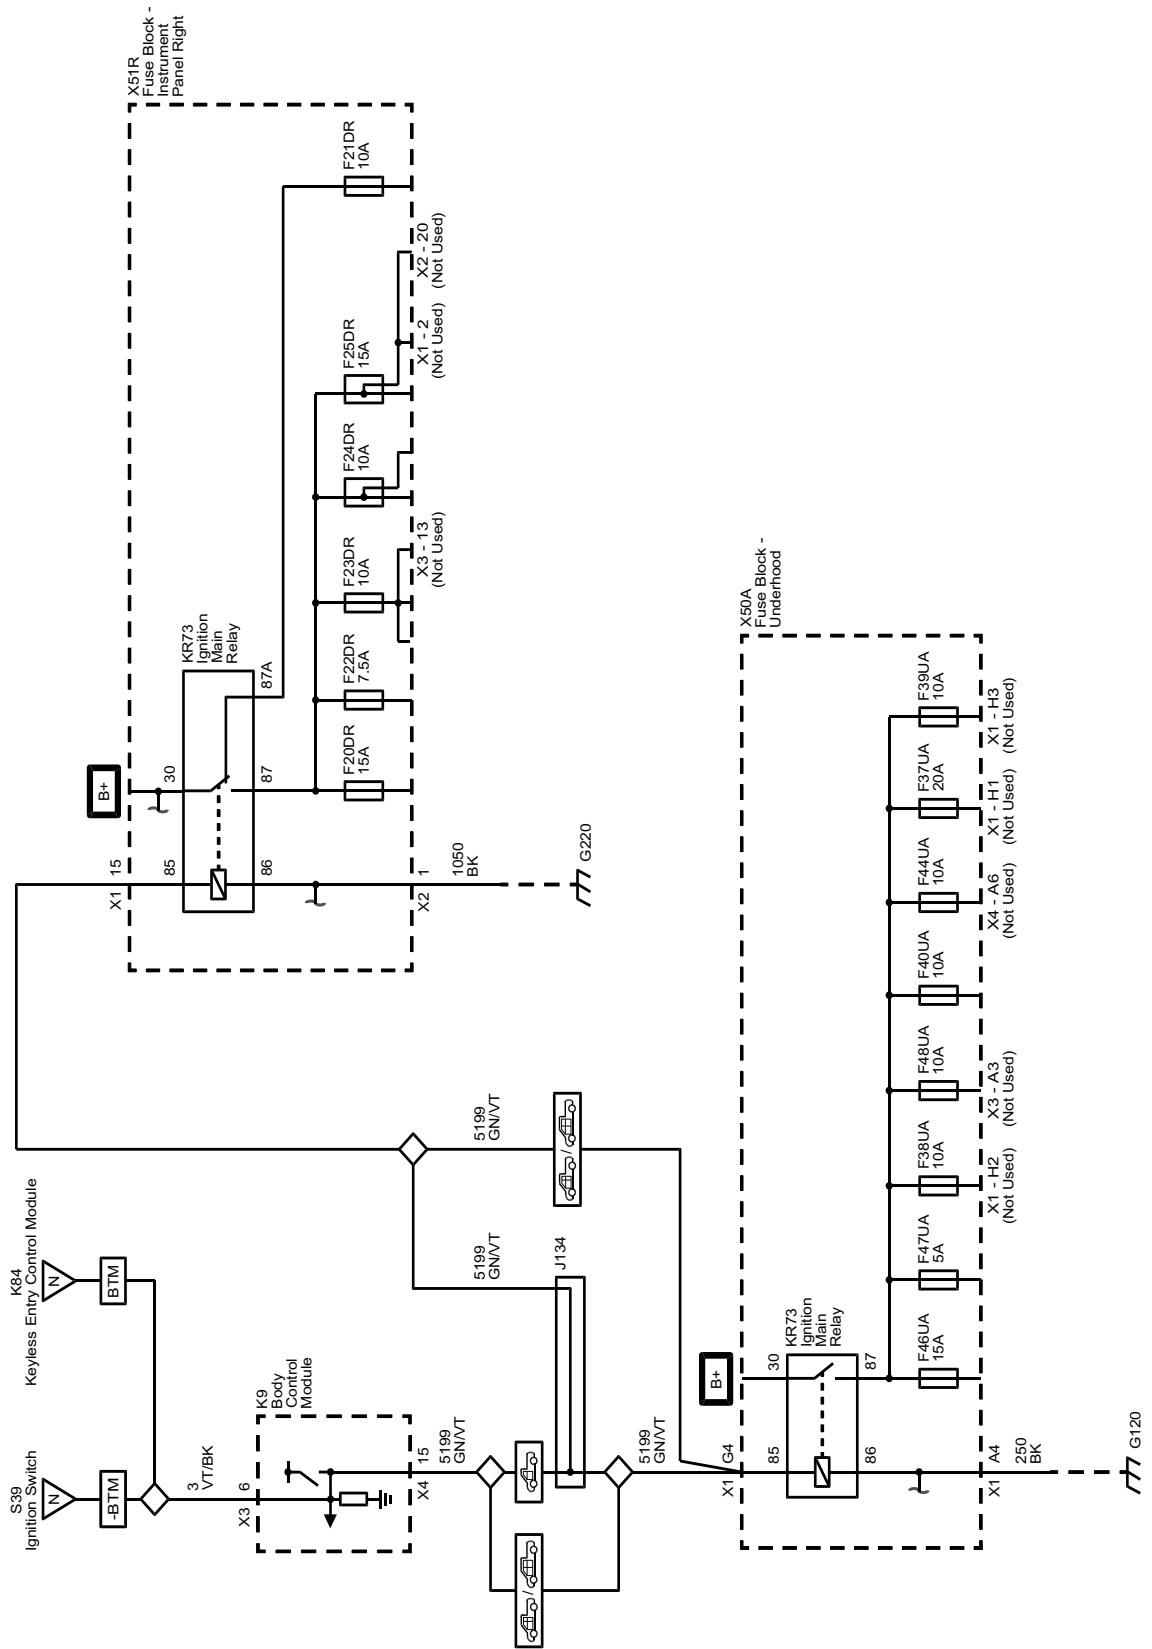 S39
Ignition Switch
N
-BTM
K84
Keyless Entry Control Module
N
BTM
3
VT/BK
X3 6
K9
Body
Control
Module
X4 15
5199
GN/VT
J134
5199
GN/VT
5199
GN/VT
/
5199
GN/VT
/
X51R
Fuse Block -
Instrument
Panel Right
B+
X1 15
85
30
KR73
Ignition
Main
Relay
86
87
87A
F20DR
15A
F22DR
7.5A
F23DR
10A
F24DR
10A
F25DR
15A
F21DR
10A
X2 1
X3 - 13
(Not Used)
X1 - 2
(Not Used)
X2 - 20
(Not Used)
1050
BK
G220
X50A
Fuse Block -
Underhood
B+
X1 G4
85
30
KR73
Ignition
Main
Relay
86
87
F46UA
15A
F47UA
5A
F38UA
10A
F48UA
10A
F40UA
10A
F44UA
10A
F37UA
20A
F39UA
10A
X1 A4
X1 - H2
(Not Used)
X3 - A3
(Not Used)
X4 - A6
(Not Used)
X1 - H1
(Not Used)
X1 - H3
(Not Used)
250
BK
G120